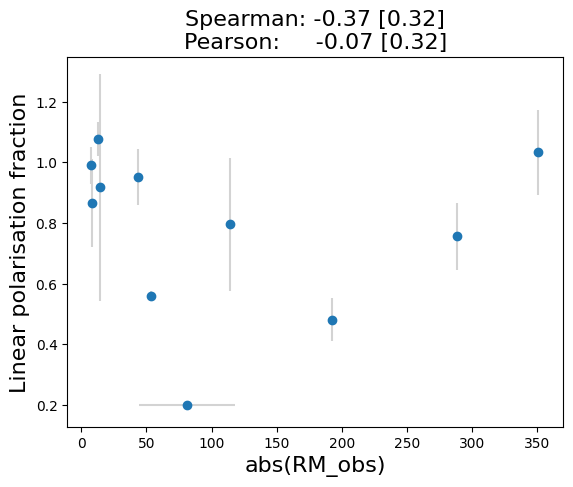 Spearman: -0.37 [0.32]
Pearson: -0.07 [0.32]
Linear polarisation fraction
1.2
1.0
0.8
0.6
0.4
0.2
0 50 100 150 200 250 300 350
abs(RM_obs)